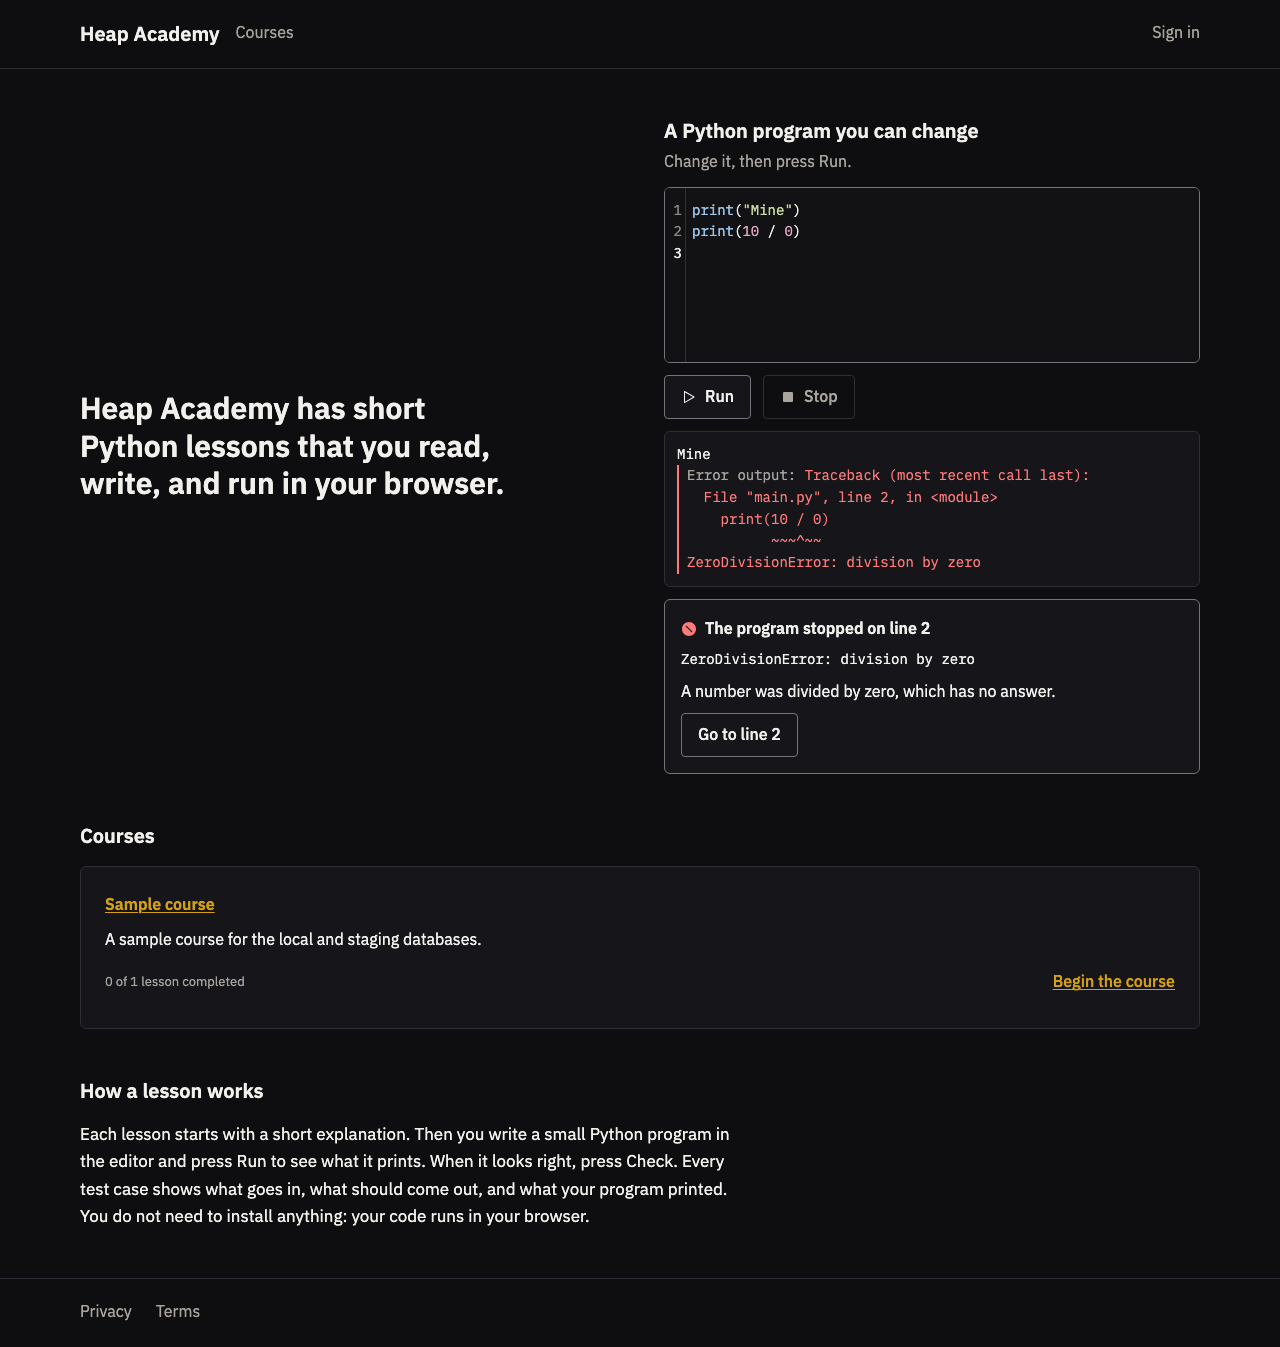 Heap Academy
Courses
Sign in
A Python program you can change
Change it, then press Run.
1 print("Mine")
2 print(10 / 0)
3
Run
Stop
Mine
Error output: Traceback (most recent call last):
  File "main.py", line 2, in <module>
    print(10 / 0)
          ~~~^~~
ZeroDivisionError: division by zero
The program stopped on line 2
ZeroDivisionError: division by zero
A number was divided by zero, which has no answer.
Go to line 2
Heap Academy has short
Python lessons that you read,
write, and run in your browser.
Courses
Sample course
A sample course for the local and staging databases.
0 of 1 lesson completed
Begin the course
How a lesson works
Each lesson starts with a short explanation. Then you write a small Python program in
the editor and press Run to see what it prints. When it looks right, press Check. Every
test case shows what goes in, what should come out, and what your program printed.
You do not need to install anything: your code runs in your browser.
Privacy
Terms